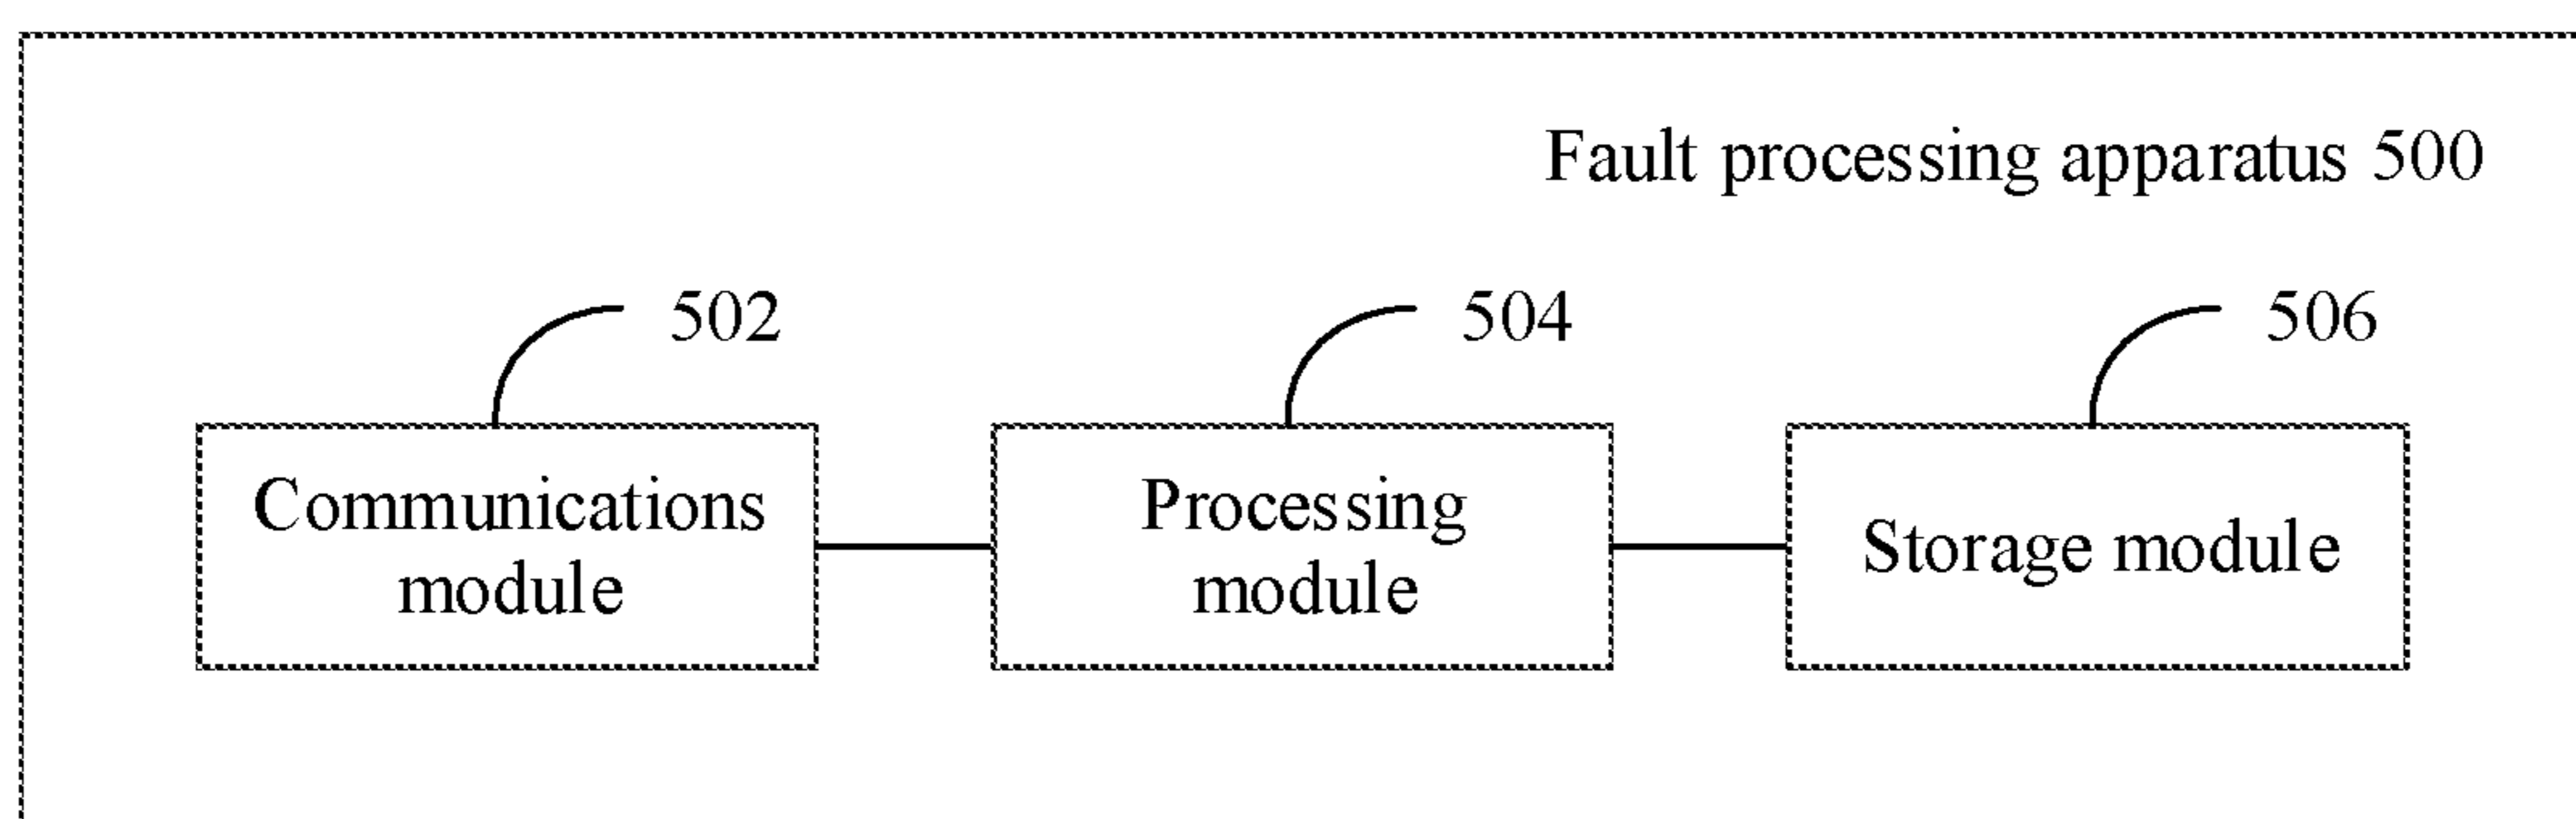 Fault processing apparatus 500
502
504
506
Communications
module
Processing
module
Storage module